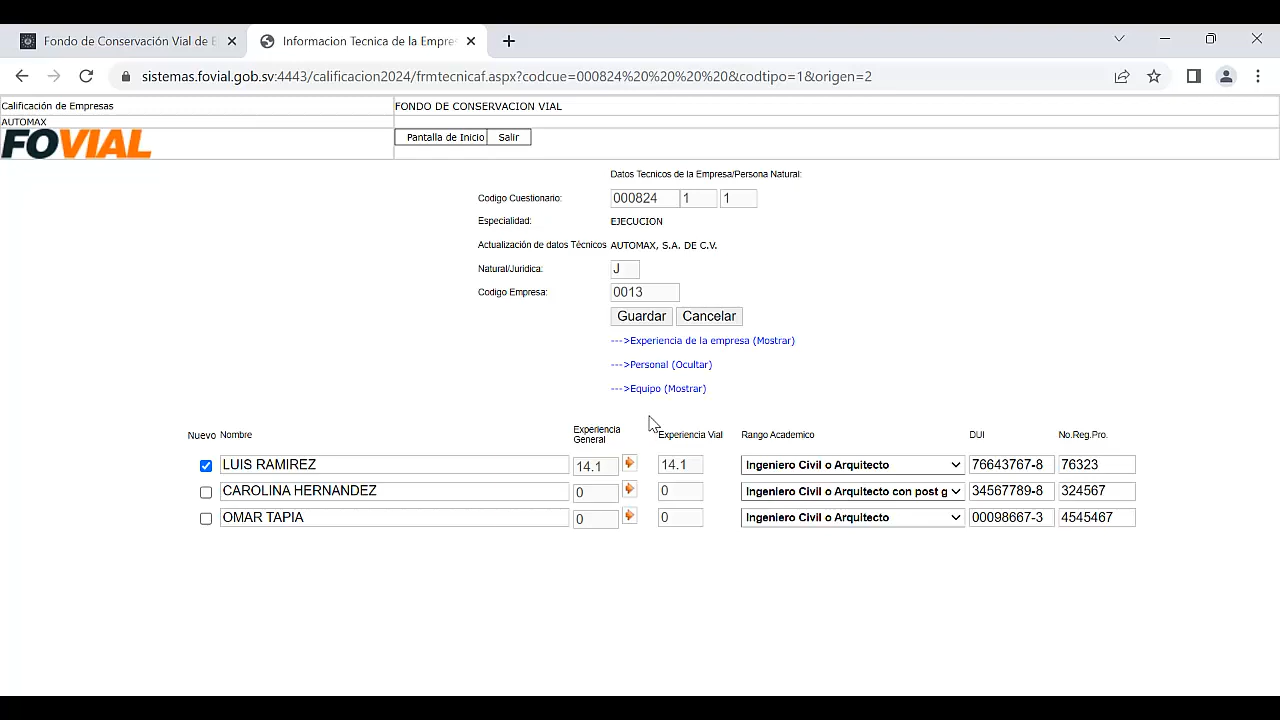 Fondo de Conservación Vial de E
Informacion Tecnica de la Empres
sistemas.fovial.gob.sv:4443/calificacion2024/frmtecnicaf.aspx?codcue=000824%20%20%20%20&codtipo=1&origen=2
Calificación de Empresas
FONDO DE CONSERVACION VIAL
AUTOMAX
FOVIAL
Pantalla de Inicio
Salir
Datos Tecnicos de la Empresa/Persona Natural:
Codigo Cuestionario: 000824 1 1
Especialidad: EJECUCION
Actualización de datos Técnicos AUTOMAX, S.A. DE C.V.
Natural/Juridica: J
Codigo Empresa: 0013
Guardar Cancelar
--->Experiencia de la empresa (Mostrar)
--->Personal (Ocultar)
--->Equipo (Mostrar)
Nuevo Nombre Experiencia General Experiencia Vial Rango Academico DUI No.Reg.Pro.
LUIS RAMIREZ 14.1 14.1 Ingeniero Civil o Arquitecto 76643767-8 76323
CAROLINA HERNANDEZ 0 0 Ingeniero Civil o Arquitecto con post g 34567789-8 324567
OMAR TAPIA 0 0 Ingeniero Civil o Arquitecto 00098667-3 4545467